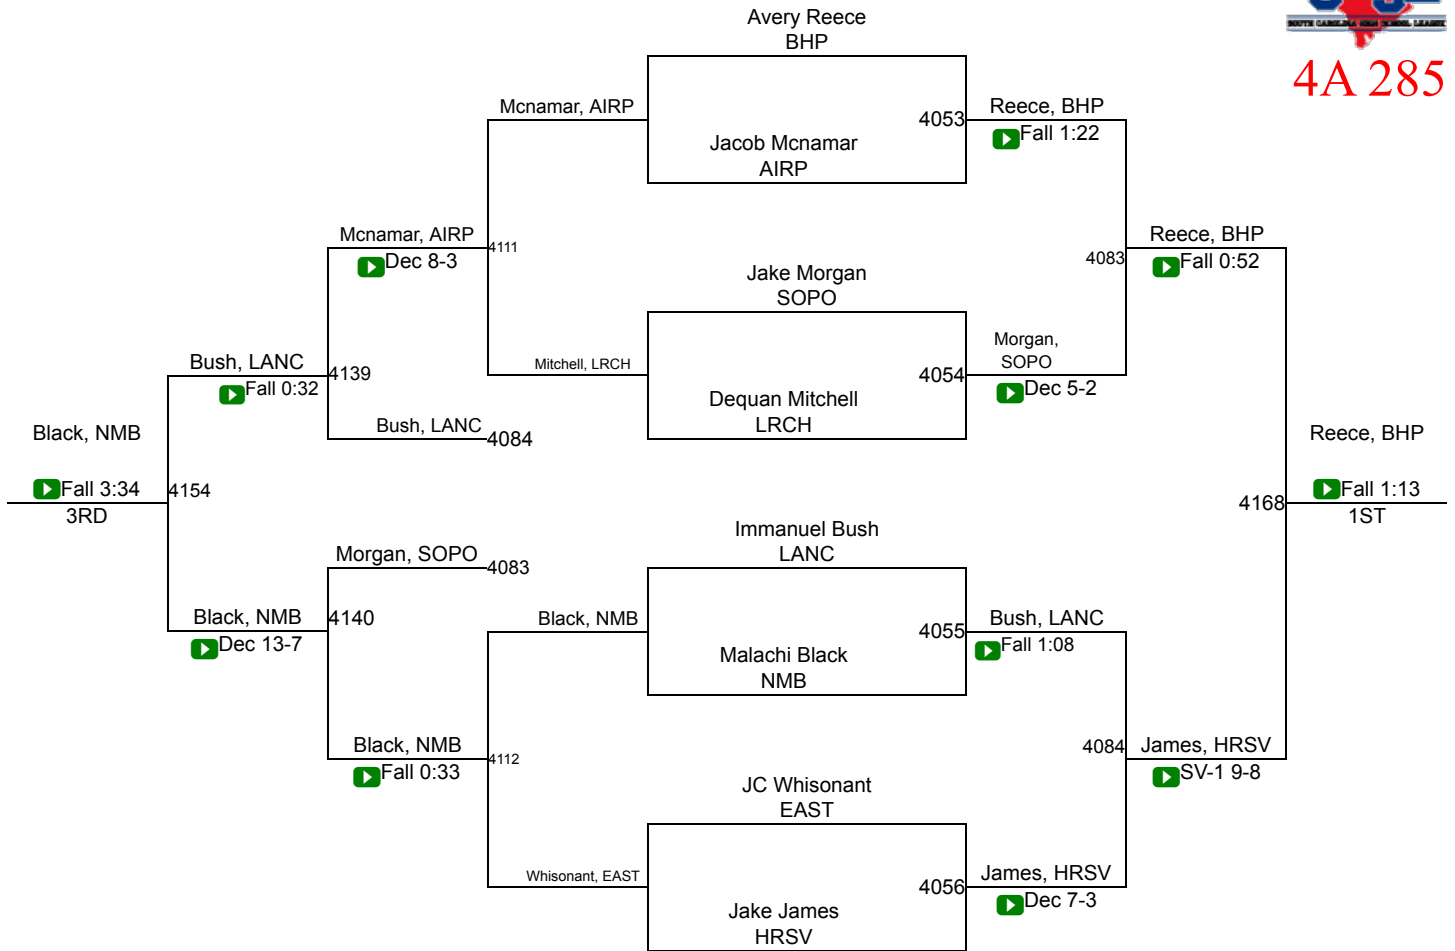 SOUTH CAROLINA HIGH SCHOOL LEAGUE
4A 285
Avery Reece
BHP
Mcnamar, AIRP
4053
Reece, BHP
Fall 1:22
Jacob Mcnamar
AIRP
Mcnamar, AIRP
4111
Dec 8-3
Reece, BHP
4083
Fall 0:52
Jake Morgan
SOPO
Mitchell, LRCH
4054
Morgan,
SOPO
Dec 5-2
Bush, LANC
4139
Fall 0:32
Dequan Mitchell
LRCH
Bush, LANC
4084
Black, NMB
Fall 3:34
4154
3RD
Reece, BHP
4168
Fall 1:13
1ST
Immanuel Bush
LANC
Morgan, SOPO
4083
Black, NMB
4140
Dec 13-7
Black, NMB
4055
Bush, LANC
Fall 1:08
Malachi Black
NMB
Black, NMB
4112
Fall 0:33
4084
James, HRSV
SV-1 9-8
JC Whisonant
EAST
Whisonant, EAST
4056
James, HRSV
Dec 7-3
Jake James
HRSV